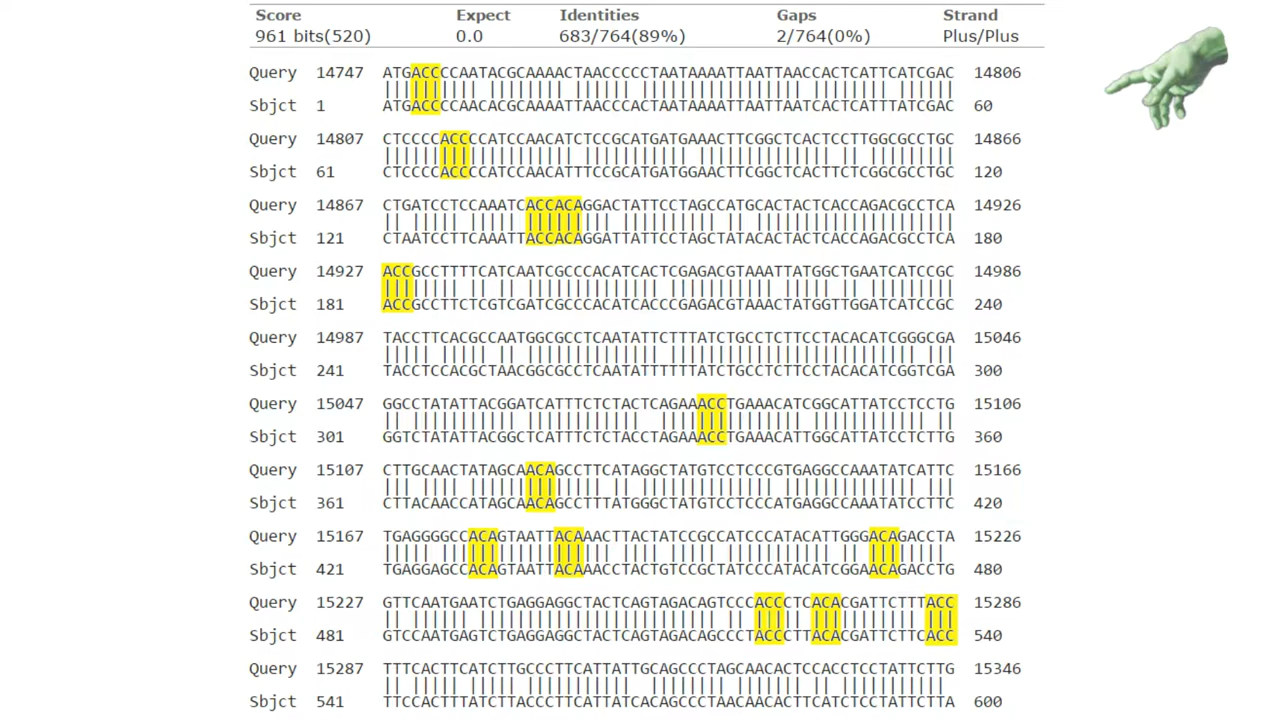 Score Expect Identities Gaps Strand
961 bits(520) 0.0 683/764(89%) 2/764(0%) Plus/Plus
Query 14747 ATGACCCCAATACGCAAAACTAACCCCCTAATAAAATTAATTAACCACTCATTCATCGAC 14806
Sbjct 1 ATGACCCCAACACGCAAAATTAACCCACTAATAAAATTAATTAATCACTCATTTATCGAC 60
Query 14807 CTCCCCACCCCATCCAACATCTCCGCATGATGAAACTTCGGCTCACTCCTTGGCGCCTGC 14866
Sbjct 61 CTCCCCACCCCATCCAACATTTCCGCATGATGGAACTTCGGCTCACTTCTCGGCGCCTGC 120
Query 14867 CTGATCCTCCAAATCACCACAGGACTATTCCTAGCCATGCACTACTCACCAGACGCCTCA 14926
Sbjct 121 CTAATCCTTCAAATTACCACAGGATTATTCCTAGCTATACACTACTCACCAGACGCCTCA 180
Query 14927 ACCGCCTTTTCATCAATCGCCCACATCACTCGAGACGTAAATTATGGCTGAATCATCCGC 14986
Sbjct 181 ACCGCCTTCTCGTCGATCGCCCACATCACCCGAGACGTAAACTATGGTTGGATCATCCGC 240
Query 14987 TACCTTCACGCCAATGGCGCCTCAATATTCTTTATCTGCCTCTTCCTACACATCGGGCGA 15046
Sbjct 241 TACCTCCACGCTAACGGCGCCTCAATATTTTTTATCTGCCTCTTCCTACACATCGGTCGA 300
Query 15047 GGCCTATATTACGGATCATTTCTCTACTCAGAAACCTGAAACATCGGCATTATCCTCCTG 15106
Sbjct 301 GGTCTATATTACGGCTCATTTCTCTACCTAGAAACCTGAAACATTGGCATTATCCTCTTG 360
Query 15107 CTTGCAACTATAGCAACAGCCTTCATAGGCTATGTCCTCCCGTGAGGCCAAATATCATTC 15166
Sbjct 361 CTTACAACCATAGCAACAGCCTTTATGGGCTATGTCCTCCCATGAGGCCAAATATCCTTC 420
Query 15167 TGAGGGGCCACAGTAATTACAAACTTACTATCCGCCATCCCATACATTGGGACAGACCTA 15226
Sbjct 421 TGAGGAGCCACAGTAATTACAAACCTACTGTCCGCTATCCCATACATCGGAACAGACCTG 480
Query 15227 GTTCAATGAATCTGAGGAGGCTACTCAGTAGACAGTCCCACCCTCACACGATTCTTTACC 15286
Sbjct 481 GTCCAATGAGTCTGAGGAGGCTACTCAGTAGACAGCCCTACCCTTACACGATTCTTCACC 540
Query 15287 TTTCACTTCATCTTGCCCTTCATTATTGCAGCCCTAGCAACACTCCACCTCCTATTCTTG 15346
Sbjct 541 TTCCACTTTATCTTACCCTTCATTATCACAGCCCTAACAACACTTCATCTCCTATTCTTA 600